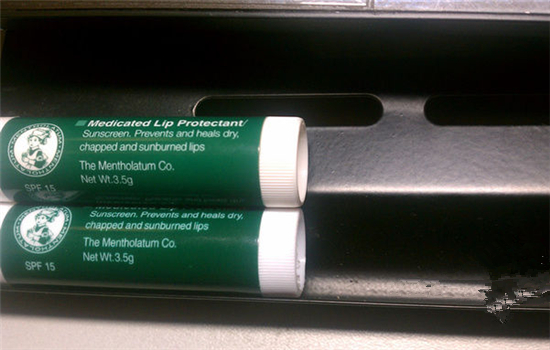 Medicated Lip Protectant/
Sunscreen. Prevents and heals dry,
chapped and sunburned lips
The Mentholatum Co.
Net Wt.3.5g
SPF 15
Sunscreen. Prevents and heals dry,
chapped and sunburned lips
The Mentholatum Co.
Net Wt.3.5g
SPF 15